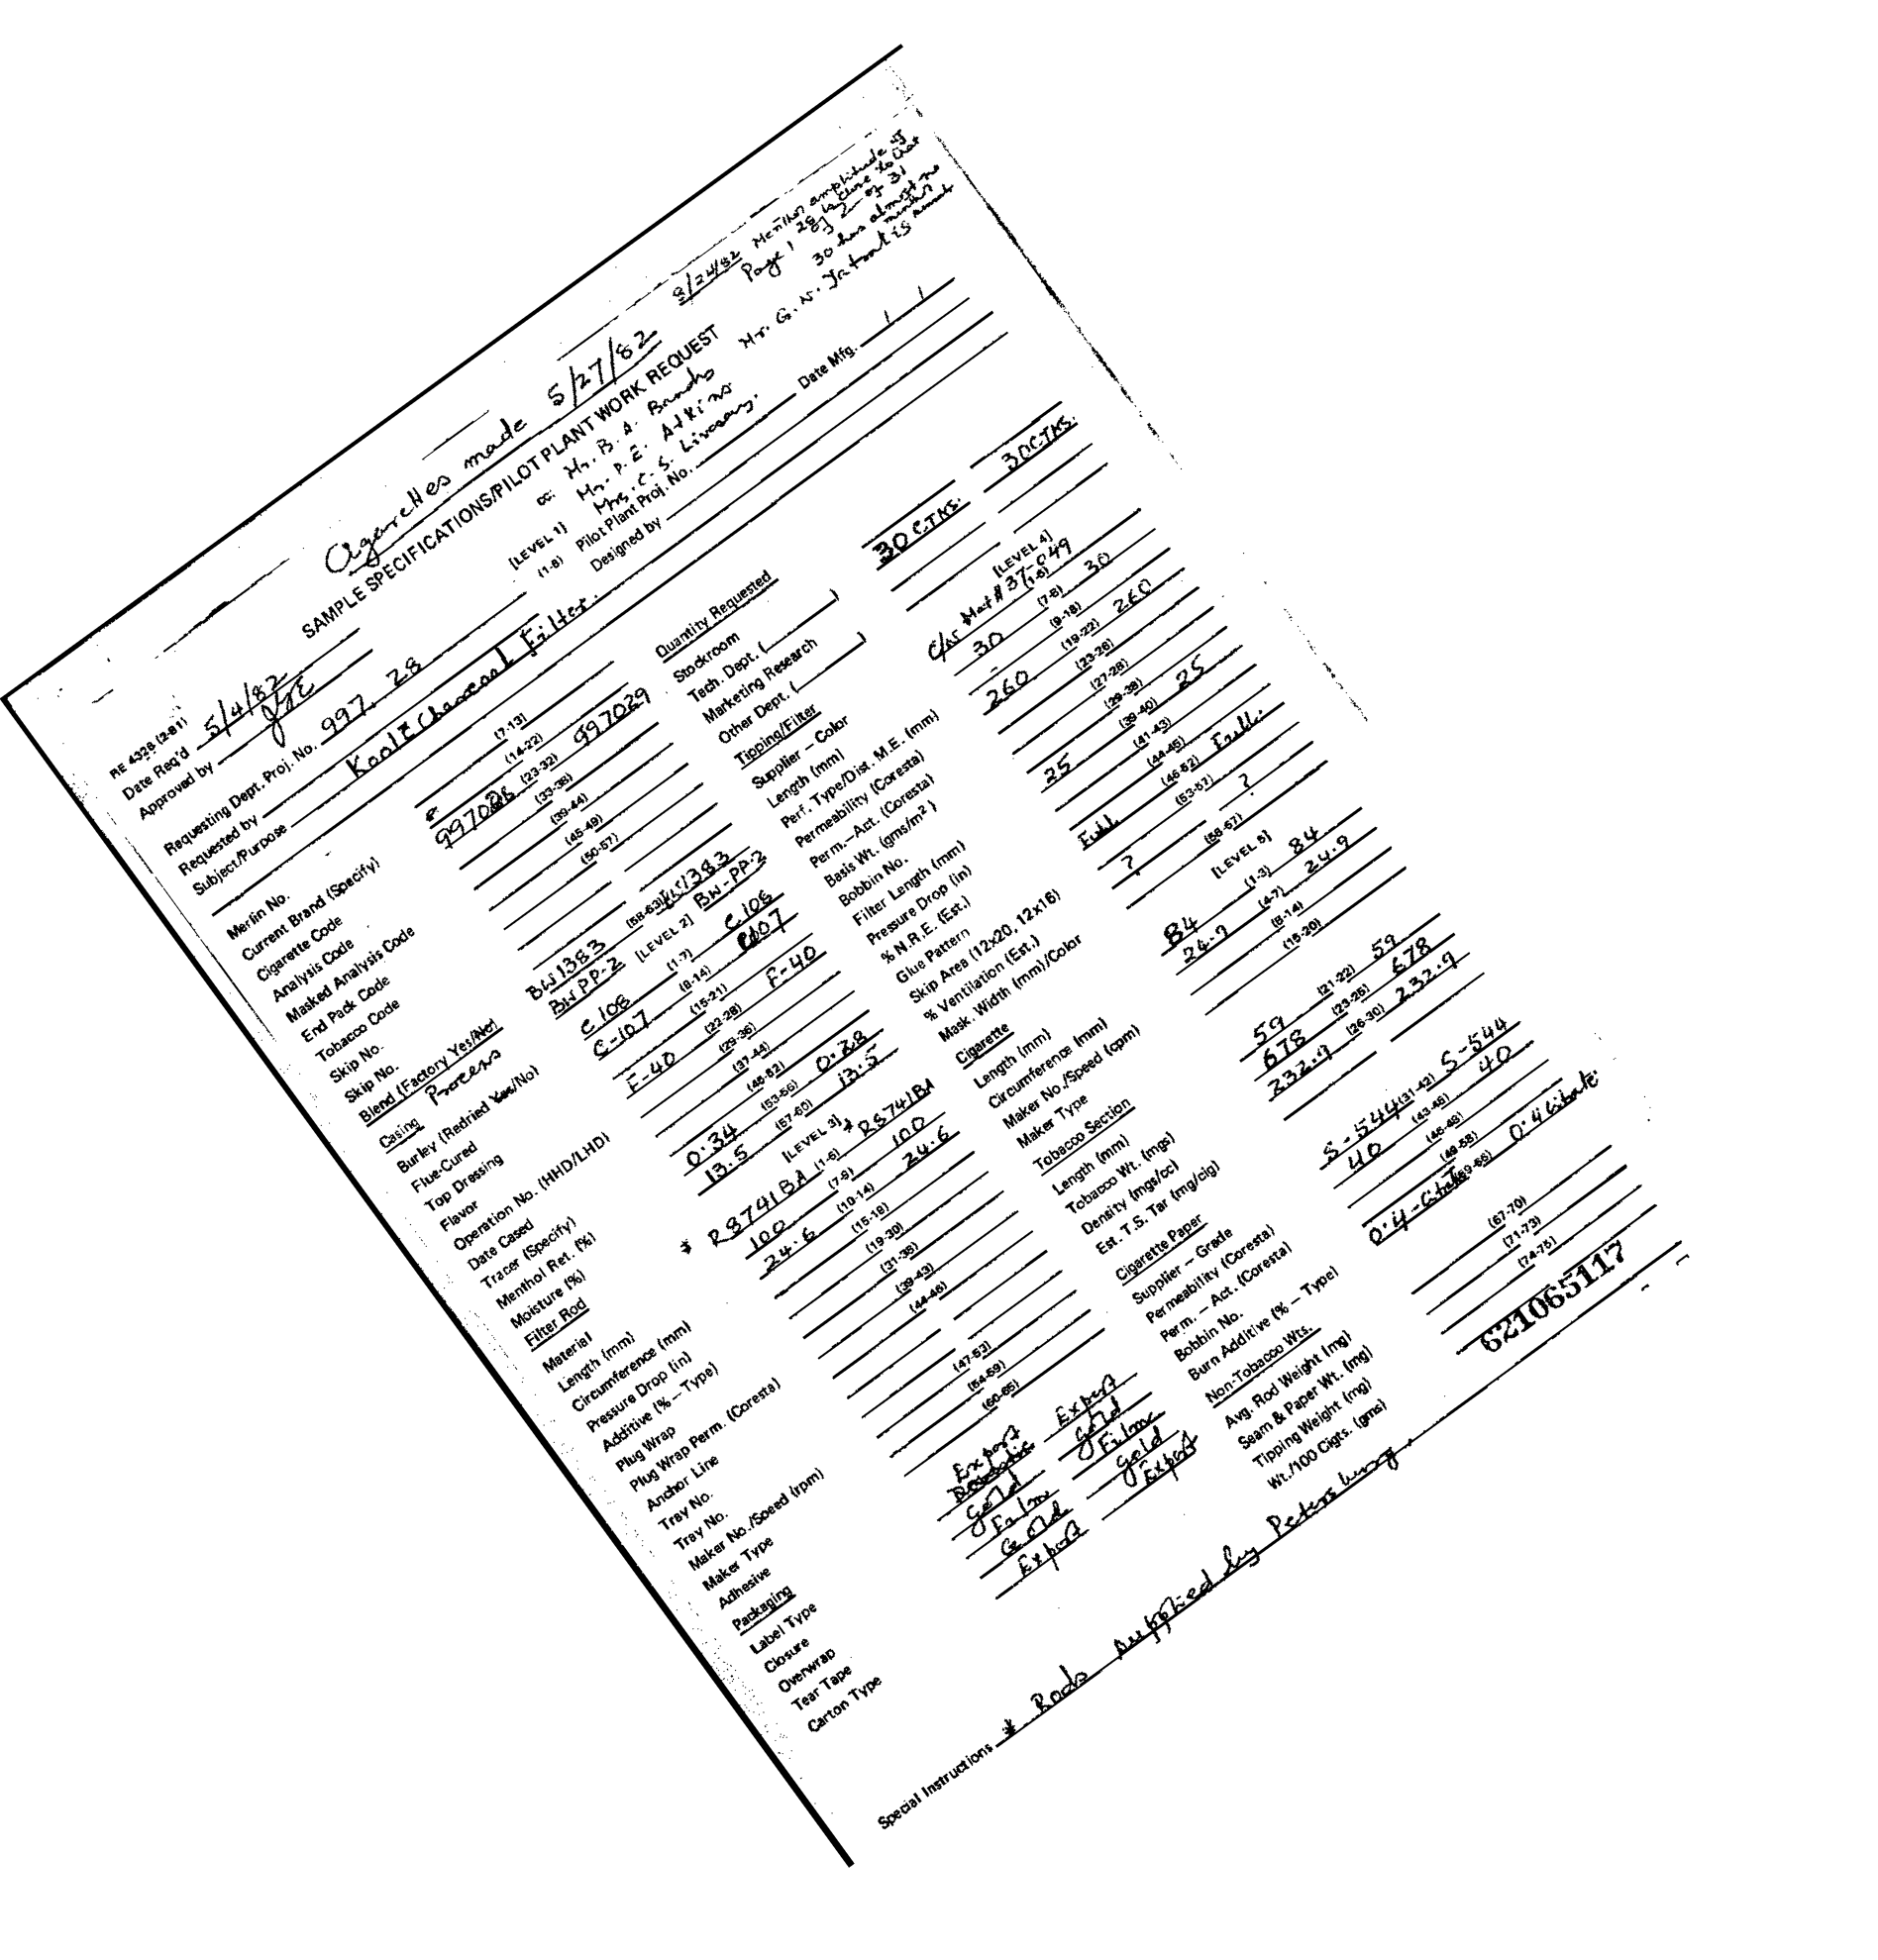 Cigarettes made 5/27/82
8/24/82 Menthol amplitude of
28 is close to that
Page 1 of 2 of 31
30 has almost no
menthol
SAMPLE SPECIFICATIONS/PILOT PLANT WORK REQUEST
cc: Mr. B. A. Brooks
Mr. P. E. Atkins
Mrs. C. S. Livesay.
Mr. G. N.
RE 4328 (2-81)
Date Req'd 5/4/82
Approved by
[LEVEL 1]
(1-6)
Requesting Dept. Proj. No. 997, 28 Pilot Plant Proj. No. Date Mfg. / /
Requested by Designed by
Subject/Purpose Kool Charcoal Filter.
Merlin No. (7-13)
Current Brand (Specify) (14-22)
Cigarette Code 997028 (23-32) 997029
Analysis Code (33-38)
Masked Analysis Code (39-44)
End Pack Code (45-49)
Tobacco Code (50-57)
Skip No.
Skip No.
Blend (Factory Yes/No) BW1383 (58-63) BW1383
Process BW PP-2 [LEVEL 2] BW-PP-2
Casing
Burley (Redried Yes/No) C108 (1-7) C108
Flue-Cured C-107 (8-14) C107
Top Dressing (15-21)
Flavor F-40 (22-28) F-40
Operation No. (HHD/LHD) (29-36)
Date Cased (37-44)
Tracer (Specify) (45-52)
Menthol Ret. (%) 0.34 (53-56) 0.28
Moisture (%) 13.5 (57-60) 13.5
Filter Rod [LEVEL 3]
Material * R8741BA (1-6) * R8741BA
Length (mm) 100 (7-9) 100
Circumference (mm) 24.6 (10-14) 24.6
Pressure Drop (in) (15-18)
Additive (% – Type) (19-30)
Plug Wrap (31-38)
Plug Wrap Perm. (Coresta) (39-43)
Anchor Line (44-46)
Tray No.
Tray No.
Maker No./Speed (rpm) (47-53)
Maker Type (54-59)
Adhesive (60-65)
Packaging
Label Type Export Export
Closure Gold Gold
Overwrap Film Film
Tear Tape Gold Gold
Carton Type Export Export
Quantity Requested
Stockroom 30 CTNS. 30 CTNS.
Tech. Dept. ( )
Marketing Research
Other Dept. ( )
Tipping/Filter [LEVEL 4]
Supplier – Color C/W Mat # 37-049 (1-6)
Length (mm) 30 (7-8) 30
Perf. Type/Dist. M.E. (mm) - (9-18)
Permeability (Coresta) 260 (19-22) 260
Perm.–Act. (Coresta) (23-26)
Basis Wt. (gms/m²) (27-28)
Bobbin No. (29-38)
Filter Length (mm) 25 (39-40) 25
Pressure Drop (in) (41-43)
% N.R.E. (Est.) (44-45)
Glue Pattern Full (46-52) Full.
Skip Area (12x20, 12x16) (53-57)
% Ventilation (Est.) ? ?
Mask. Width (mm)/Color (58-67)
Cigarette [LEVEL 5]
Length (mm) 84 (1-3) 84
Circumference (mm) 24.9 (4-7) 24.9
Maker No./Speed (cpm) (8-14)
Maker Type (15-20)
Tobacco Section
Length (mm) 59 (21-22) 59
Tobacco Wt. (mgs) 678 (23-25) 678
Density (mgs/cc) 232.9 (26-30) 232.9
Est. T.S. Tar (mg/cig)
Cigarette Paper
Supplier – Grade S-544 (31-42) S-544
Permeability (Coresta) 40 (43-45) 40
Perm. – Act. (Coresta) (46-48)
Bobbin No. (49-58)
Burn Additive (% – Type) 0.4-Citrate (59-66) 0.4 Citrate
Non-Tobacco Wts.
Avg. Rod Weight (mg) (67-70)
Seam & Paper Wt. (mg) (71-73)
Tipping Weight (mg) (74-75)
Wt./100 Cigts. (gms)
621065117
Special Instructions * Rods supplied by Petersburg.